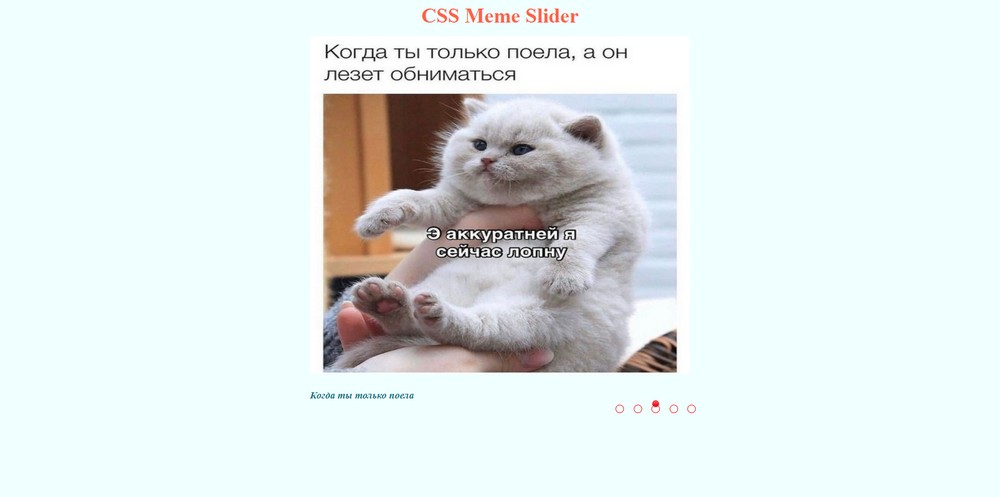 CSS Meme Slider
Когда ты только поела, а он
лезет обниматься
Э аккуратней я
сейчас лопну
Когда ты только поела